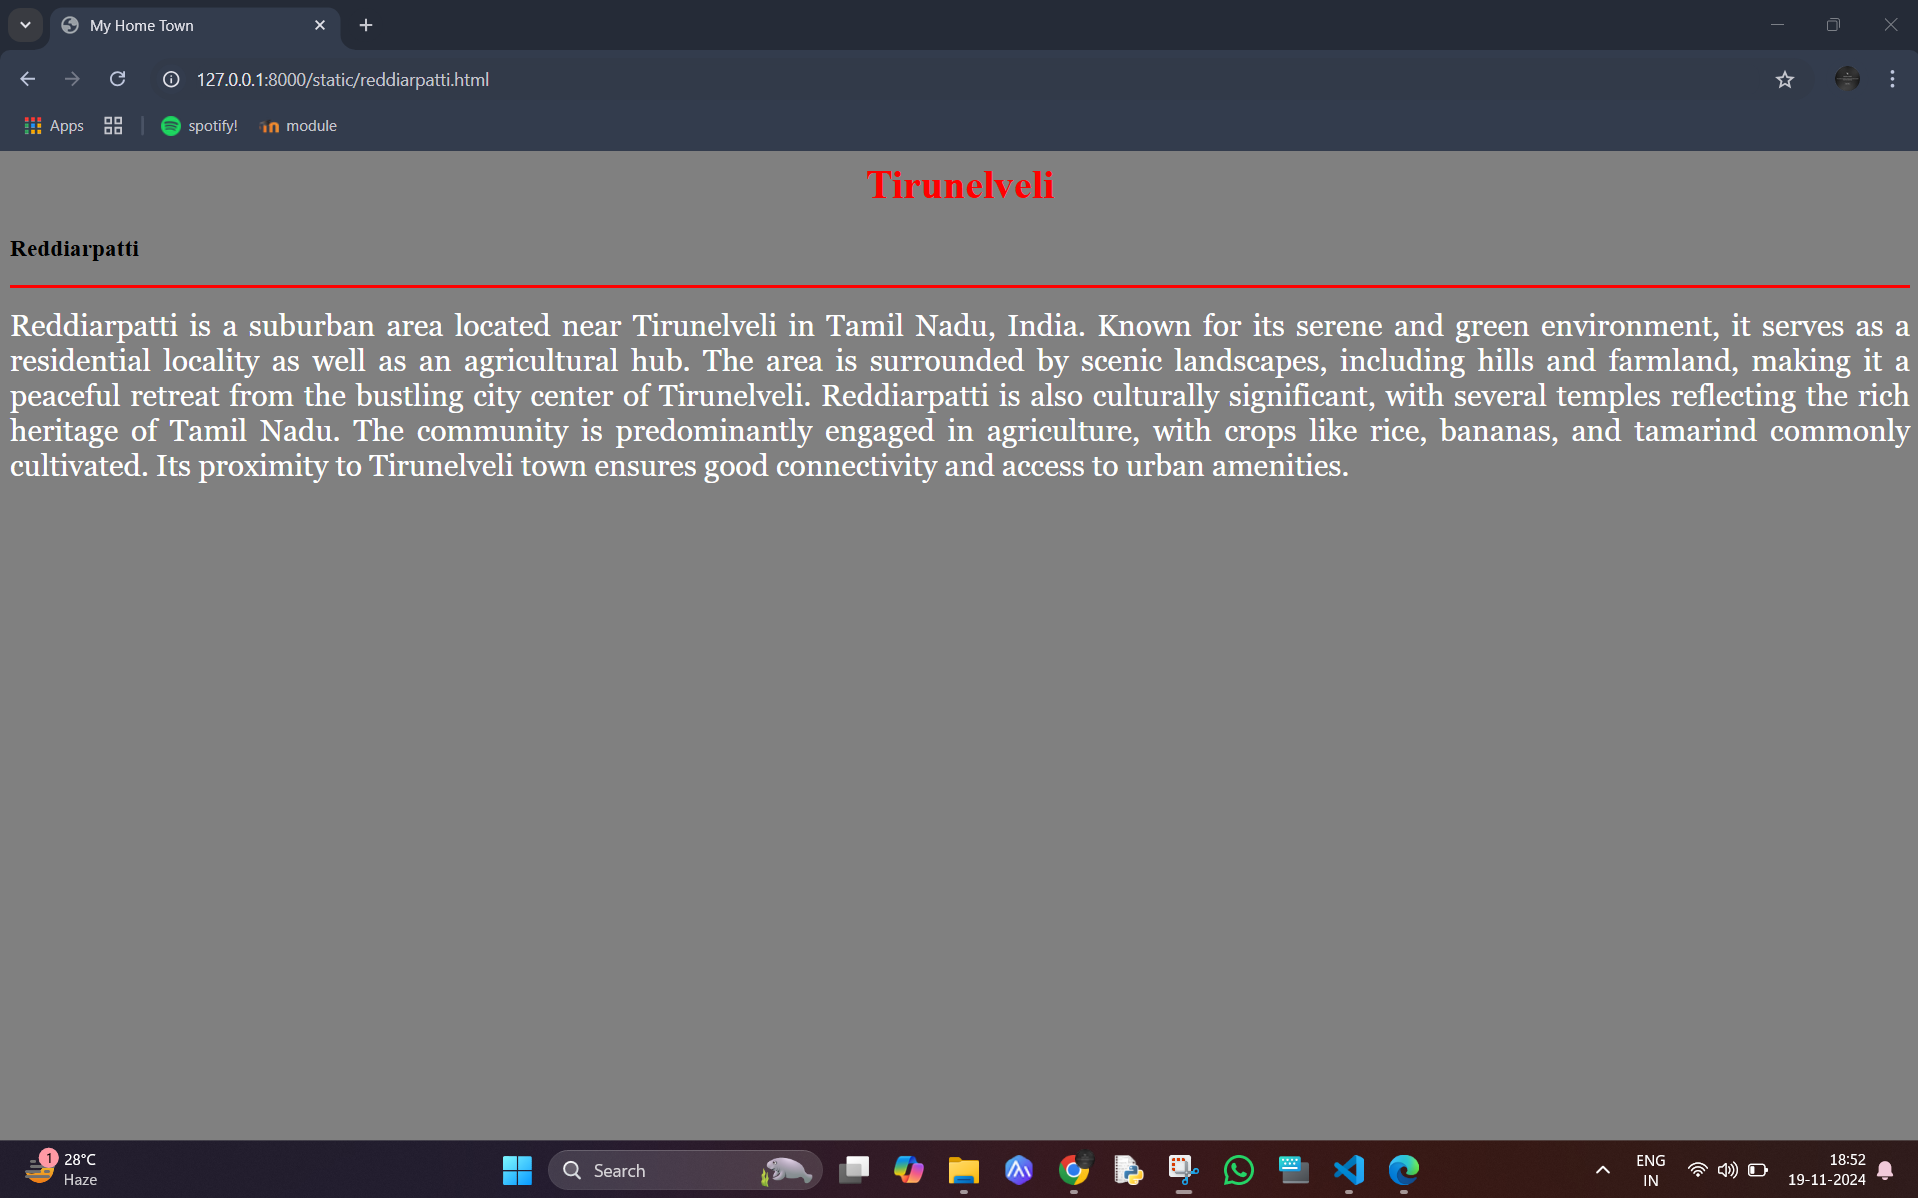 My Home Town
127.0.0.1:8000/static/reddiarpatti.html
Apps
spotify!
module
Tirunelveli
Reddiarpatti
Reddiarpatti is a suburban area located near Tirunelveli in Tamil Nadu, India. Known for its serene and green environment, it serves as a
residential locality as well as an agricultural hub. The area is surrounded by scenic landscapes, including hills and farmland, making it a
peaceful retreat from the bustling city center of Tirunelveli. Reddiarpatti is also culturally significant, with several temples reflecting the rich
heritage of Tamil Nadu. The community is predominantly engaged in agriculture, with crops like rice, bananas, and tamarind commonly
cultivated. Its proximity to Tirunelveli town ensures good connectivity and access to urban amenities.
1
28°C
Haze
Search
ENG
IN
18:52
19-11-2024